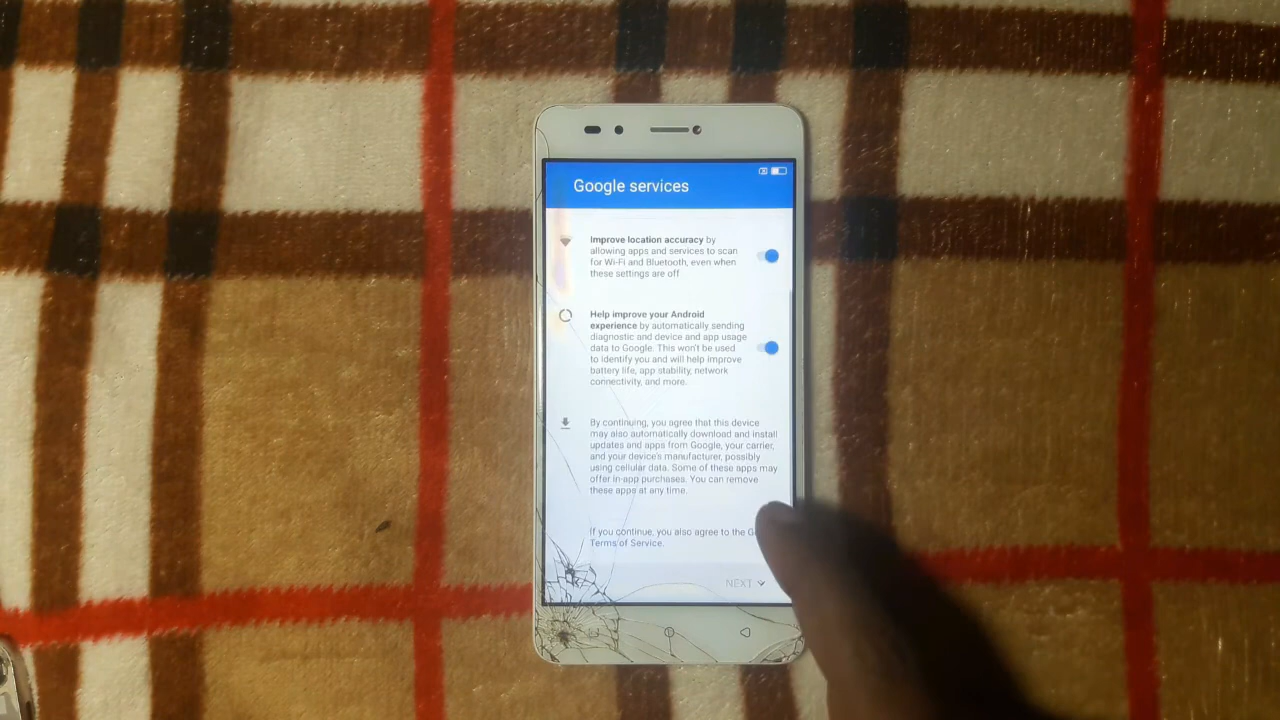 Google services
Improve location accuracy by
allowing apps and services to scan
for Wi-Fi and Bluetooth, even when
these settings are off
Help improve your Android
experience by automatically sending
diagnostic and device and app usage
data to Google. This won't be used
to identify you and will help improve
battery life, app stability, network
connectivity, and more.
By continuing, you agree that this device
may also automatically download and install
updates and apps from Google, your carrier,
and your device's manufacturer, possibly
using cellular data. Some of these apps may
offer in-app purchases. You can remove
these apps at any time.
If you continue, you also agree to the
Terms of Service.
NEXT